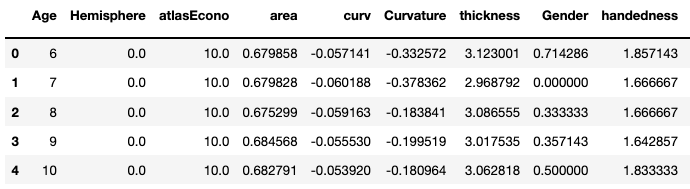 Age Hemisphere atlasEcono area curv Curvature thickness Gender handedness
0 6 0.0 10.0 0.679858 -0.057141 -0.332572 3.123001 0.714286 1.857143
1 7 0.0 10.0 0.679828 -0.060188 -0.378362 2.968792 0.000000 1.666667
2 8 0.0 10.0 0.675299 -0.059163 -0.183841 3.086555 0.333333 1.666667
3 9 0.0 10.0 0.684568 -0.055530 -0.199519 3.017535 0.357143 1.642857
4 10 0.0 10.0 0.682791 -0.053920 -0.180964 3.062818 0.500000 1.833333